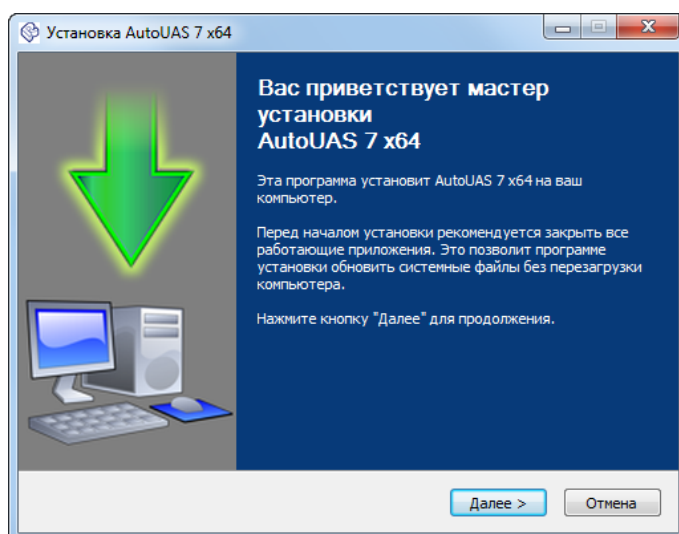 Установка AutoUAS 7 x64
Вас приветствует мастер
установки
AutoUAS 7 x64
Эта программа установит AutoUAS 7 x64 на ваш
компьютер.
Перед началом установки рекомендуется закрыть все
работающие приложения. Это позволит программе
установки обновить системные файлы без перезагрузки
компьютера.
Нажмите кнопку "Далее" для продолжения.
Далее >
Отмена